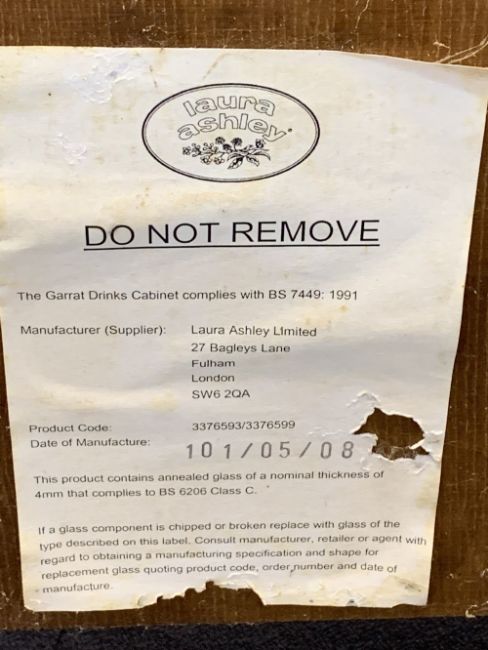 laura
ashley
DO NOT REMOVE
The Garrat Drinks Cabinet complies with BS 7449: 1991
Manufacturer (Supplier): Laura Ashley Limited
27 Bagleys Lane
Fulham
London
SW6 2QA
Product Code: 3376593/3376599
Date of Manufacture: 101/05/08
This product contains annealed glass of a nominal thickness of
4mm that complies to BS 6206 Class C.
If a glass component is chipped or broken replace with glass of the
type described on this label. Consult manufacturer, retailer or agent with
regard to obtaining a manufacturing specification and shape for
replacement glass quoting product code, order number and date of
manufacture.